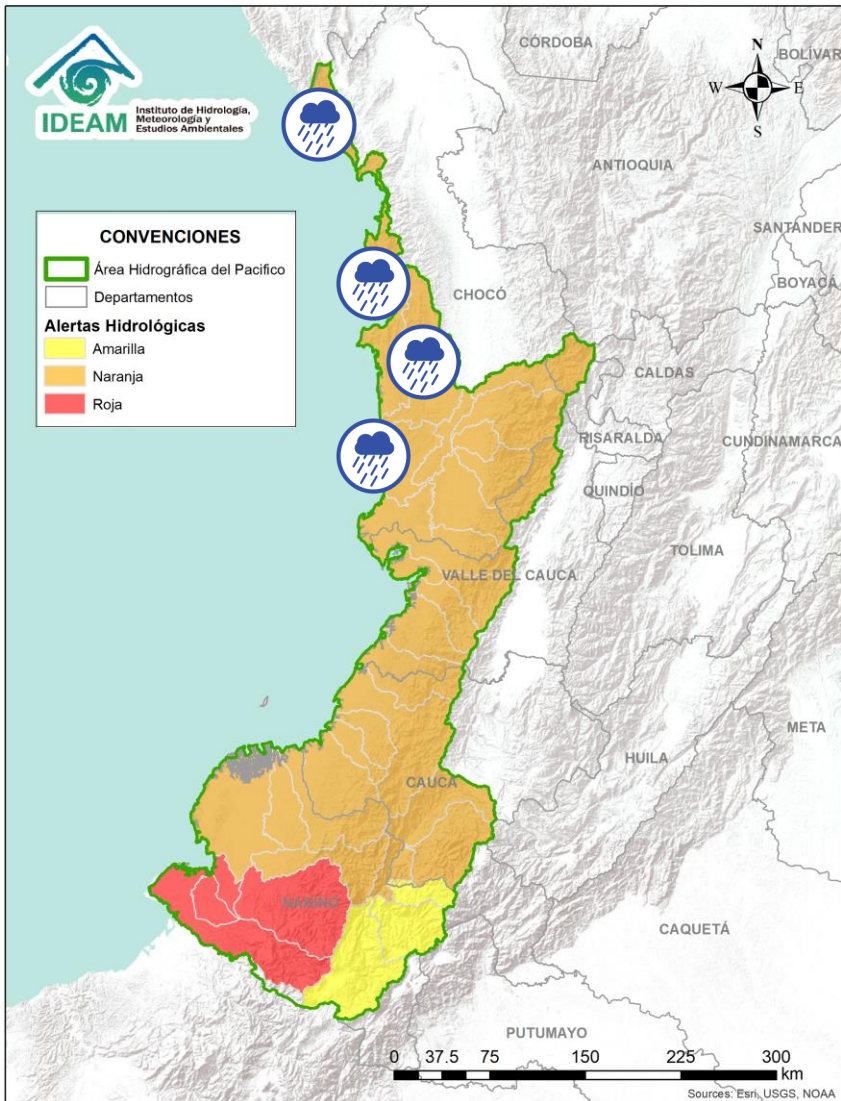 IDEAM
Instituto de Hidrología,
Meteorología y
Estudios Ambientales
CÓRDOBA
BOLÍVAR
N
W
E
S
ANTIOQUIA
SANTANDER
BOYACÁ
CONVENCIONES
Área Hidrográfica del Pacifico
Departamentos
Alertas Hidrológicas
Amarilla
Naranja
Roja
CHOCÓ
CALDAS
RISARALDA
CUNDINAMARCA
QUINDÍO
TOLIMA
VALLE DEL CAUCA
META
HUILA
CAUCA
NARIÑO
CAQUETÁ
PUTUMAYO
0 37.5 75 150 225 300
km
Sources: Esri, USGS, NOAA